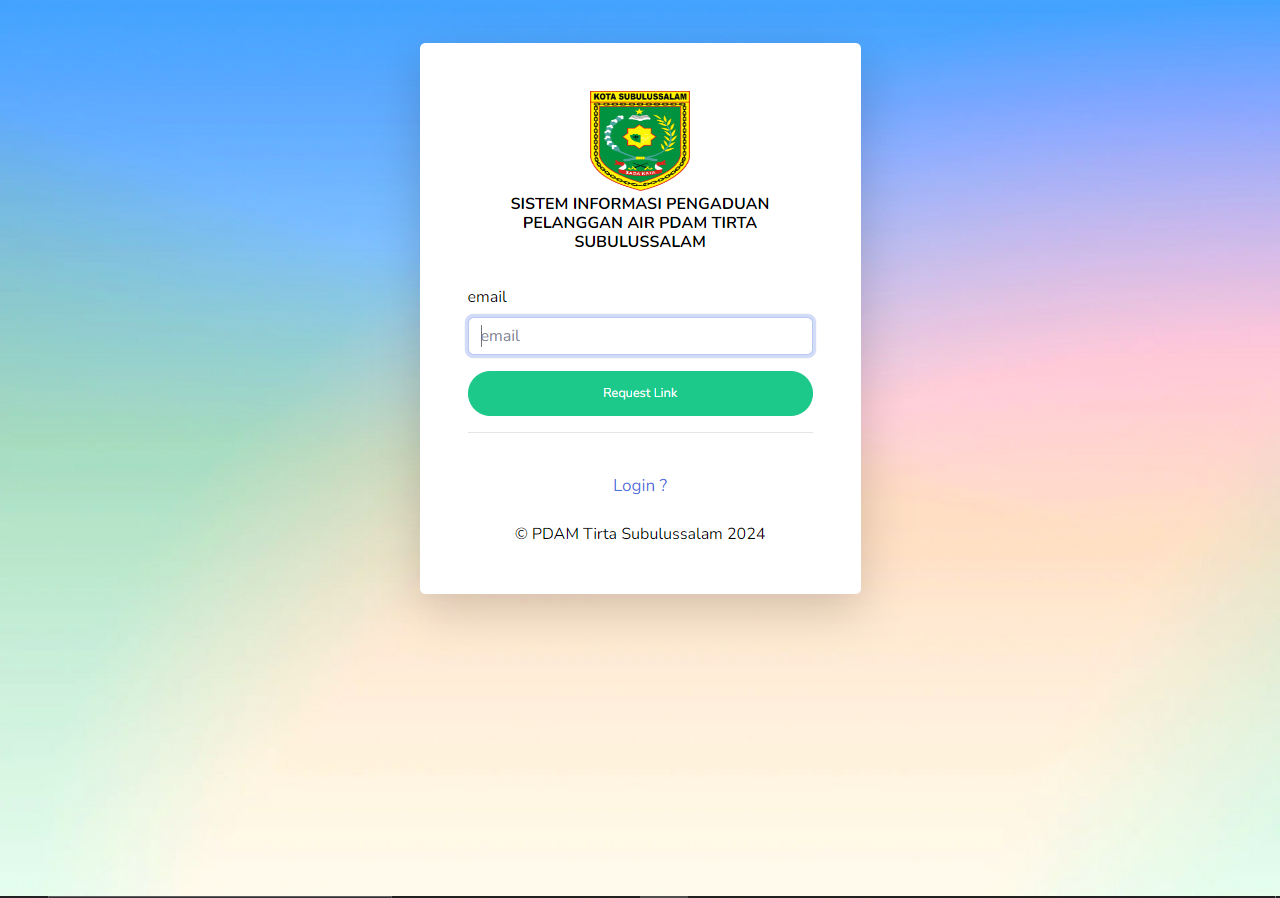 KOTA SUBULUSSALAM
SADA KATA
SISTEM INFORMASI PENGADUAN
PELANGGAN AIR PDAM TIRTA
SUBULUSSALAM
email
email
Request Link
Login ?
© PDAM Tirta Subulussalam 2024